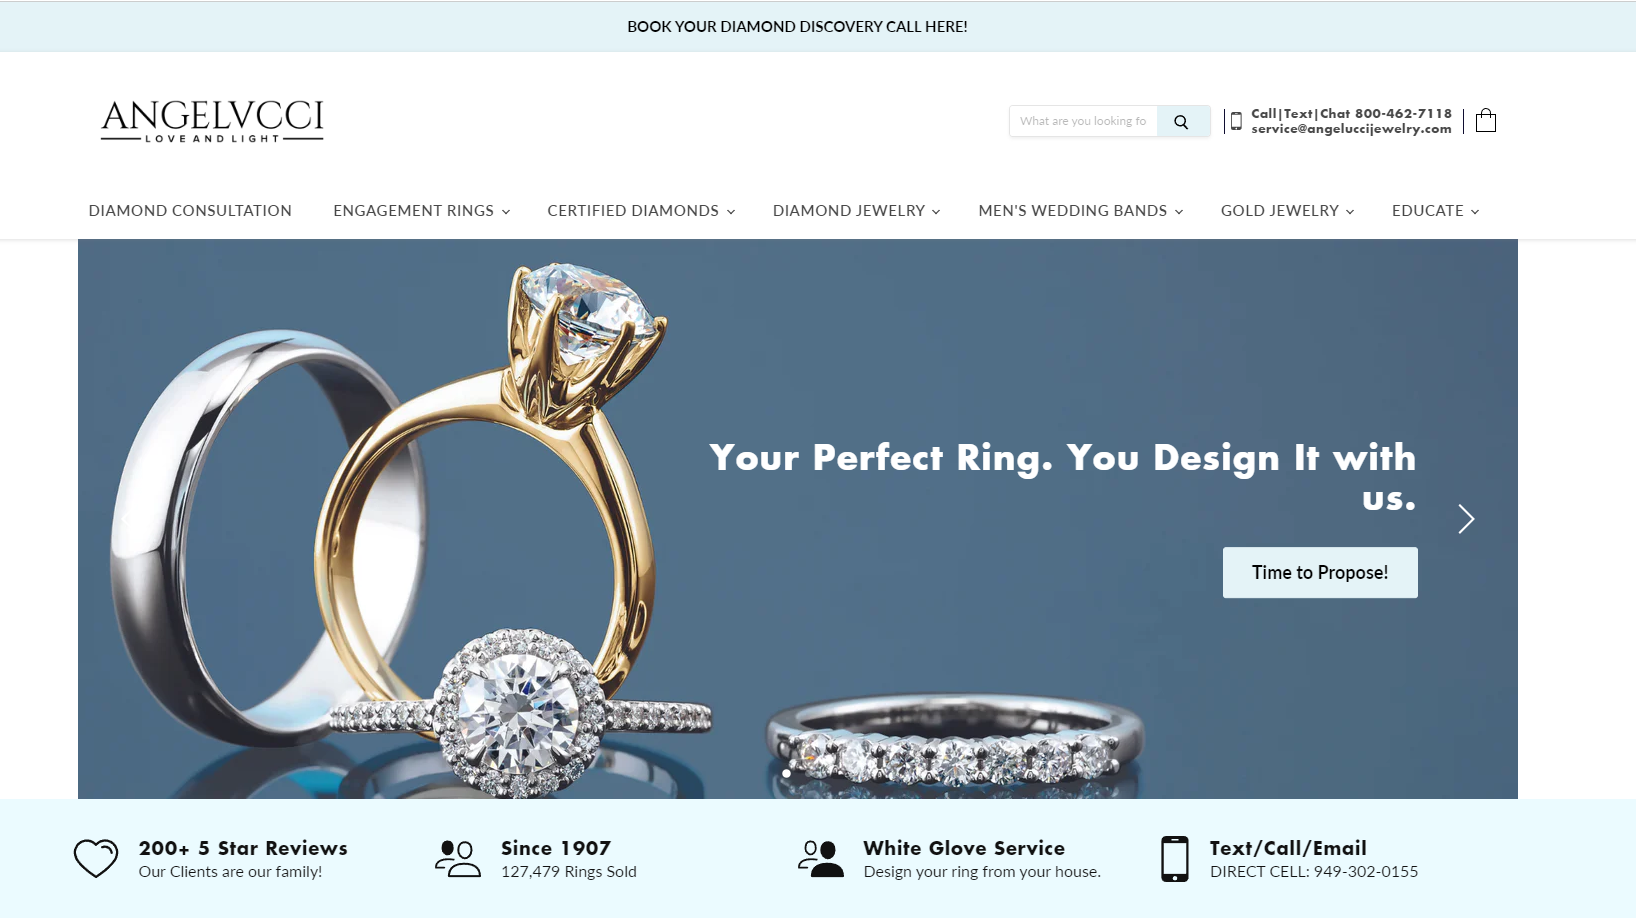 BOOK YOUR DIAMOND DISCOVERY CALL HERE!
ANGELVCCI
LOVE AND LIGHT
What are you looking fo
Call|Text|Chat 800-462-7118
service@angeluccijewelry.com
DIAMOND CONSULTATION ENGAGEMENT RINGS CERTIFIED DIAMONDS DIAMOND JEWELRY MEN'S WEDDING BANDS GOLD JEWELRY EDUCATE
Your Perfect Ring. You Design It with
us.
Time to Propose!
200+ 5 Star Reviews
Our Clients are our family!
Since 1907
127,479 Rings Sold
White Glove Service
Design your ring from your house.
Text/Call/Email
DIRECT CELL: 949-302-0155